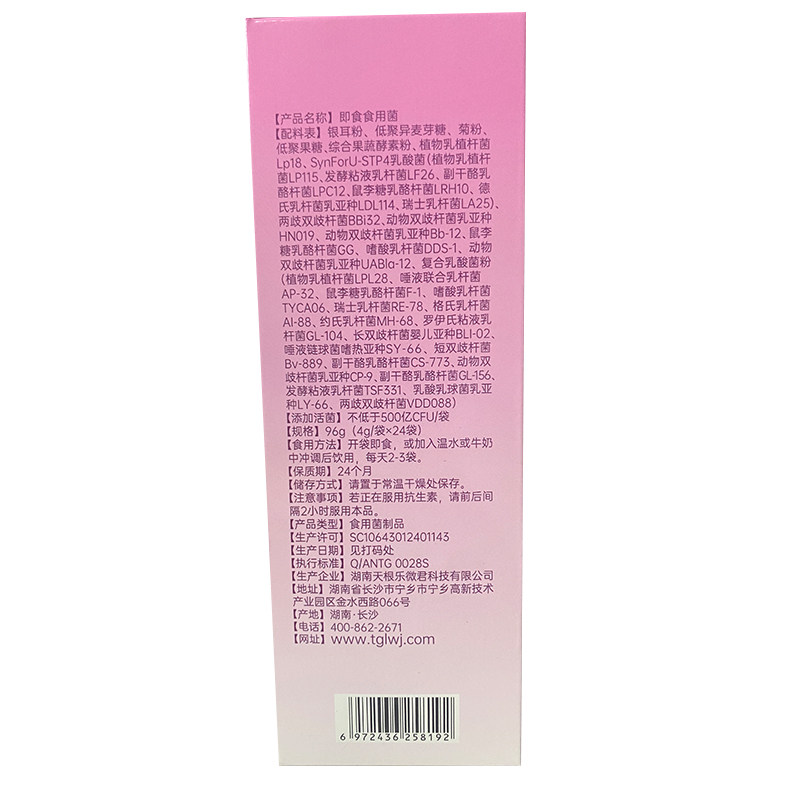 【产品名称】即食食用菌
【配料表】银耳粉、低聚异麦芽糖、菊粉、
低聚果糖、综合果蔬酵素粉、植物乳植杆菌
Lp18、SynForU-STP4乳酸菌(植物乳植杆
菌LP115、发酵粘液乳杆菌LF26、副干酪乳
酪杆菌LPC12、鼠李糖乳酪杆菌LRH10、德
氏乳杆菌乳亚种LDL114、瑞士乳杆菌LA25)、
两歧双歧杆菌BBi32、动物双歧杆菌乳亚种
HN019、动物双歧杆菌乳亚种Bb-12、鼠李
糖乳酪杆菌GG、嗜酸乳杆菌DDS-1、动物
双歧杆菌乳亚种UABla-12、复合乳酸菌粉
(植物乳植杆菌LPL28、唾液联合乳杆菌
AP-32、鼠李糖乳酪杆菌F-1、嗜酸乳杆菌
TYCA06、瑞士乳杆菌RE-78、格氏乳杆菌
AI-88、约氏乳杆菌MH-68、罗伊氏粘液乳
杆菌GL-104、长双歧杆菌婴儿亚种BLI-02、
唾液链球菌嗜热亚种SY-66、短双歧杆菌
Bv-889、副干酪乳酪杆菌CS-773、动物双
歧杆菌乳亚种CP-9、副干酪乳酪杆菌GL-156、
发酵粘液乳杆菌TSF331、乳酸乳球菌乳亚
种LY-66、两歧双歧杆菌VDD088)
【添加活菌】不低于500亿CFU/袋
【规格】96g(4g/袋×24袋)
【食用方法】开袋即食，或加入温水或牛奶
中冲调后饮用，每天2-3袋。
【保质期】24个月
【储存方式】请置于常温干燥处保存。
【注意事项】若正在服用抗生素，请前后间
隔2小时服用本品。
【产品类型】食用菌制品
【生产许可】SC10643012401143
【生产日期】见打码处
【执行标准】Q/ANTG 0028S
【生产企业】湖南天根乐微君科技有限公司
【地址】湖南省长沙市宁乡市宁乡高新技术
产业园区金水西路066号
【产地】湖南·长沙
【电话】400-862-2671
【网址】www.tglwj.com
6 972436 258192